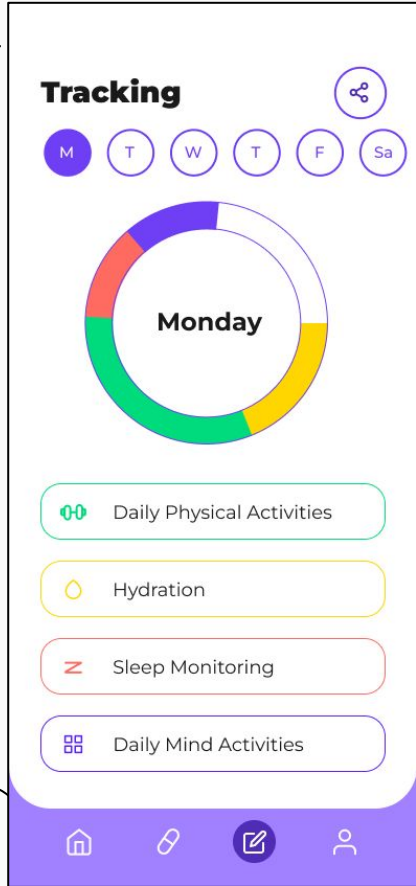 Tracking
M T W T F Sa
Monday
Daily Physical Activities
Hydration
Sleep Monitoring
Daily Mind Activities